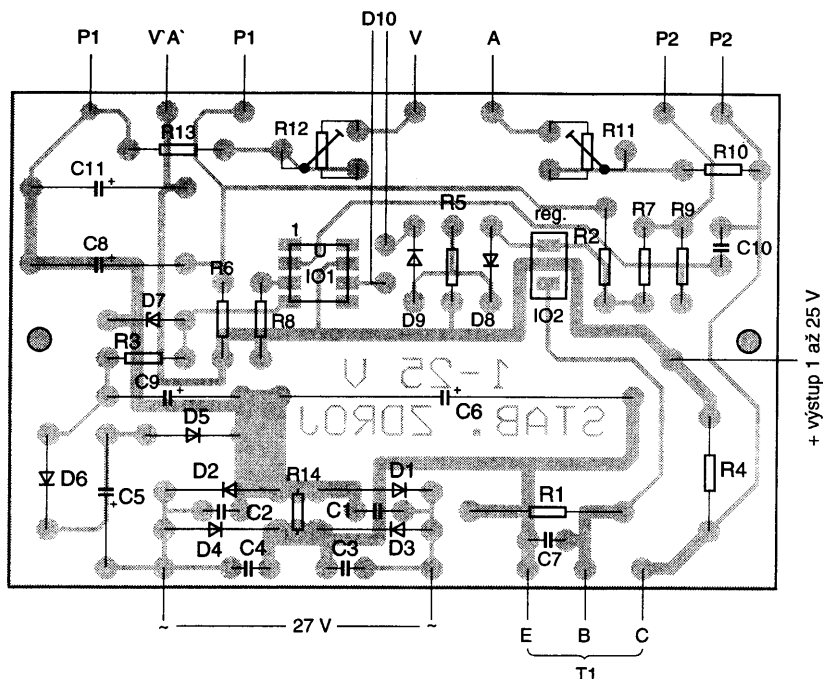 P1 V`A` P1 D10 V A P2 P2
R13 R12 R11 R10
C11
R5 reg. R7 R9
1
C8 R6 IO1 R2 C10
D7 R8 D9 D8 IO2
R3
C9
1-25 V
C6
STAB. ZDROJ
D5
+ výstup 1 až 25 V
D6 D2 R14 D1 R4
C5 C2 C1 R1
D4 D3
C4 C3 C7
~ 27 V ~
E B C
T1